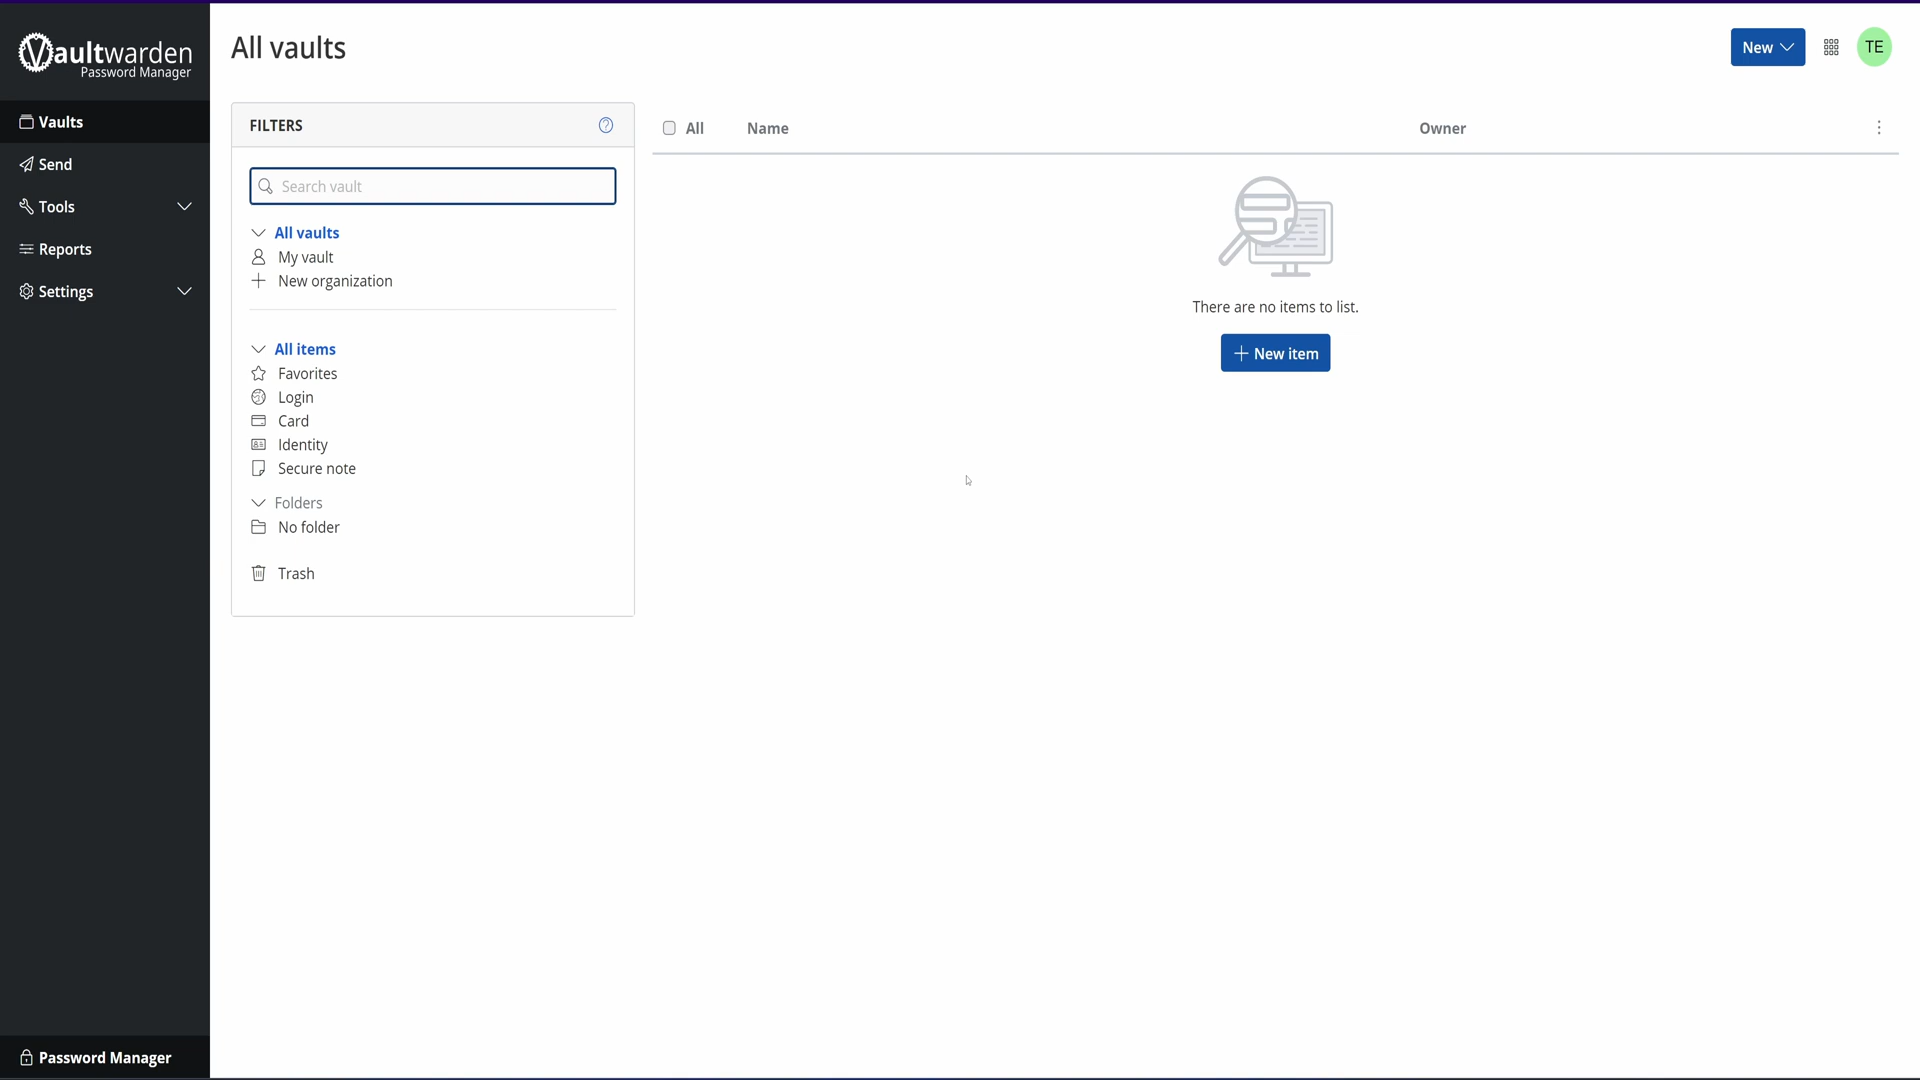 Vaultwarden
Password Manager
Vaults
Send
Tools
Reports
Settings
Password Manager
All vaults
New
TE
FILTERS
Search vault
All vaults
My vault
New organization
All items
Favorites
Login
Card
Identity
Secure note
Folders
No folder
Trash
All Name Owner
There are no items to list.
New item